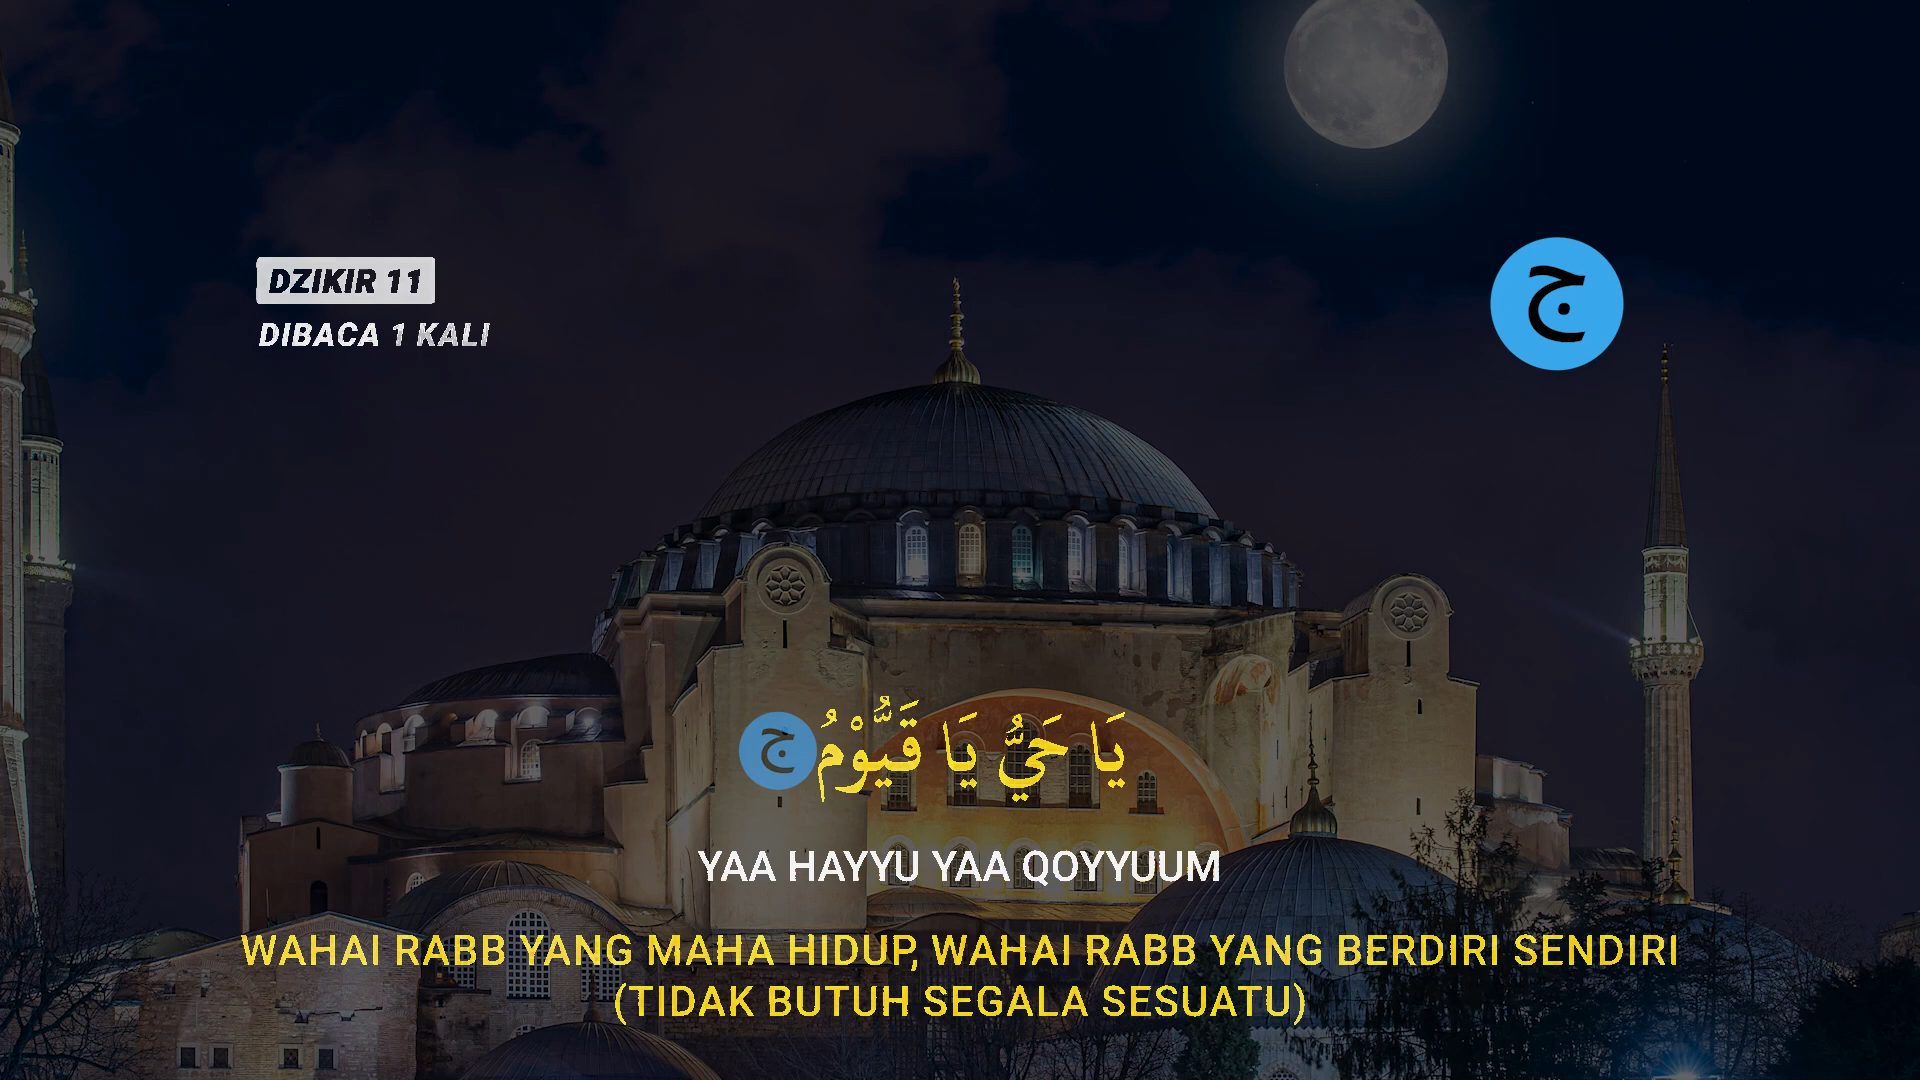 DZIKIR 11
DIBACA 1 KALI
ج
يَا حَيُّ يَا قَيُّوْمُ ج
YAA HAYYU YAA QOYYUUM
WAHAI RABB YANG MAHA HIDUP, WAHAI RABB YANG BERDIRI SENDIRI
(TIDAK BUTUH SEGALA SESUATU)